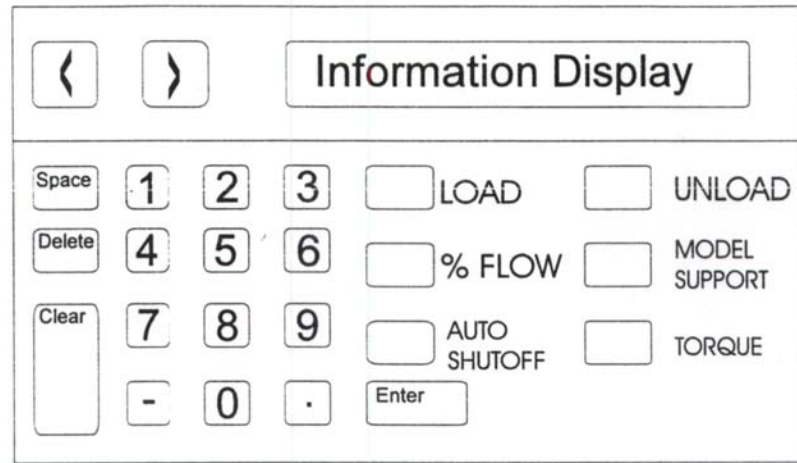 < > Information Display
Space 1 2 3 LOAD UNLOAD
Delete 4 5 6 % FLOW MODEL
SUPPORT
Clear 7 8 9 AUTO
SHUTOFF TORQUE
- 0 . Enter